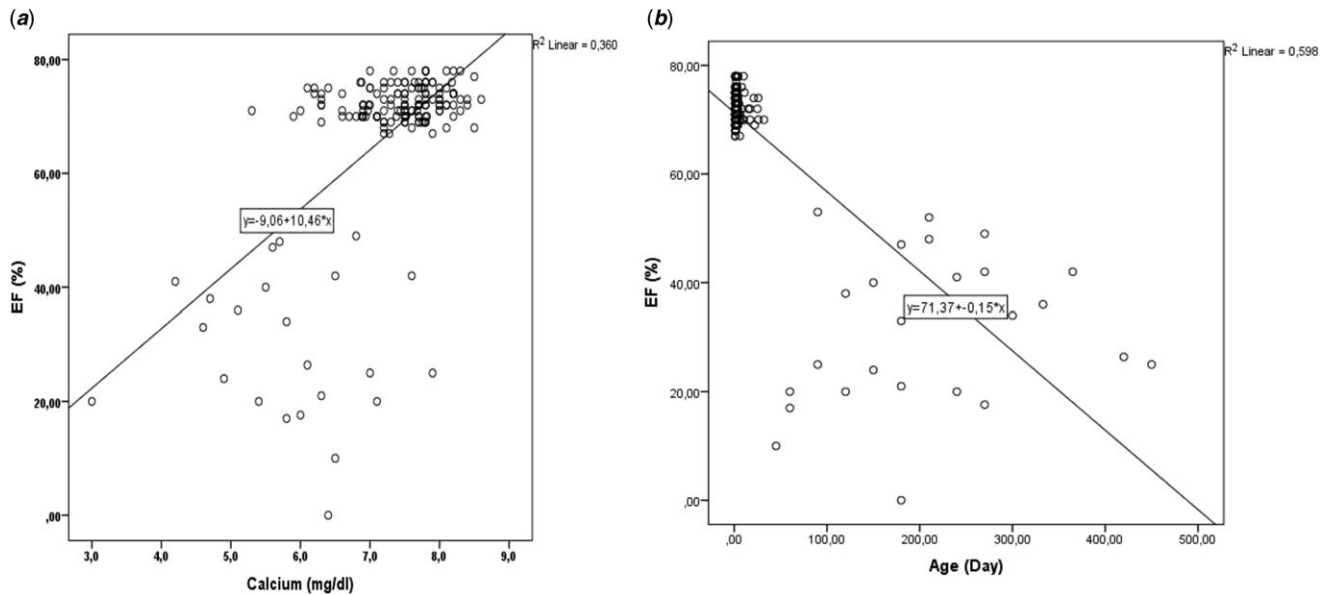 (a)
R² Linear = 0,360
80,00
60,00
40,00
20,00
,00
EF (%)
y=-9,06+10,46*x
3,0 4,0 5,0 6,0 7,0 8,0 9,0
Calcium (mg/dl)
(b)
R² Linear = 0,598
80,00
60,00
40,00
20,00
,00
EF (%)
y=71,37+-0,15*x
,00 100,00 200,00 300,00 400,00 500,00
Age (Day)